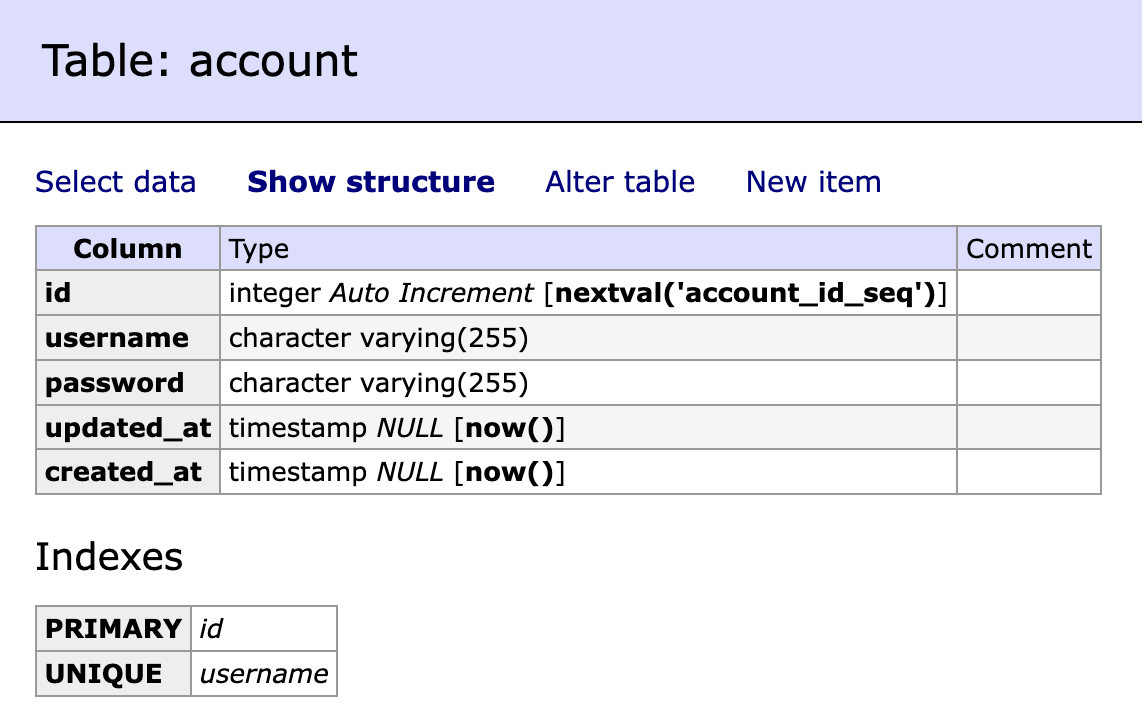 Table: account
Select data Show structure Alter table New item
Column Type Comment
id integer Auto Increment [nextval('account_id_seq')]
username character varying(255)
password character varying(255)
updated_at timestamp NULL [now()]
created_at timestamp NULL [now()]
Indexes
PRIMARY id
UNIQUE username